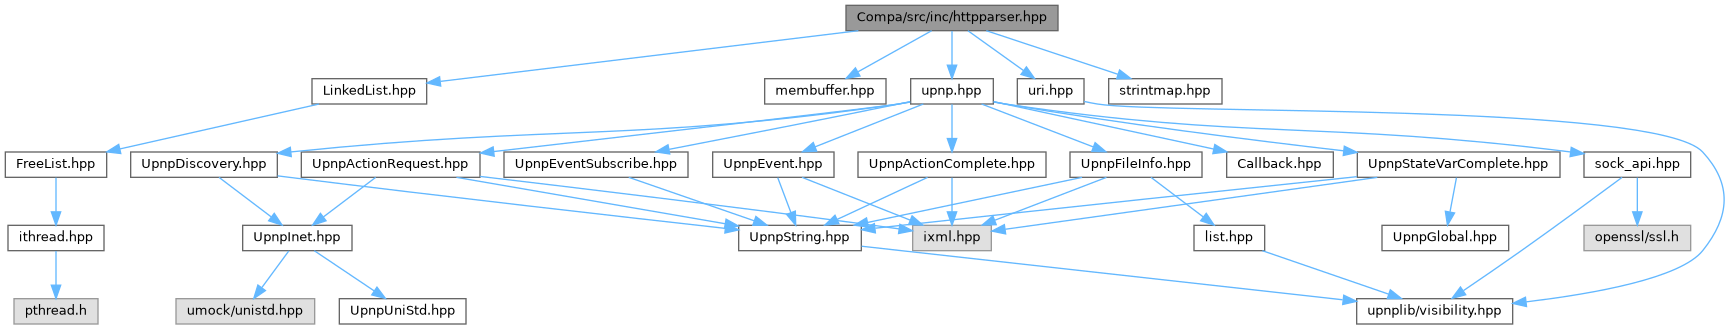 Compa/src/inc/httpparser.hpp
LinkedList.hpp
membuffer.hpp
upnp.hpp
uri.hpp
strintmap.hpp
FreeList.hpp
UpnpDiscovery.hpp
UpnpActionRequest.hpp
UpnpEventSubscribe.hpp
UpnpEvent.hpp
UpnpActionComplete.hpp
UpnpFileInfo.hpp
Callback.hpp
UpnpStateVarComplete.hpp
sock_api.hpp
ithread.hpp
UpnpInet.hpp
UpnpString.hpp
ixml.hpp
list.hpp
UpnpGlobal.hpp
openssl/ssl.h
pthread.h
umock/unistd.hpp
UpnpUniStd.hpp
upnplib/visibility.hpp